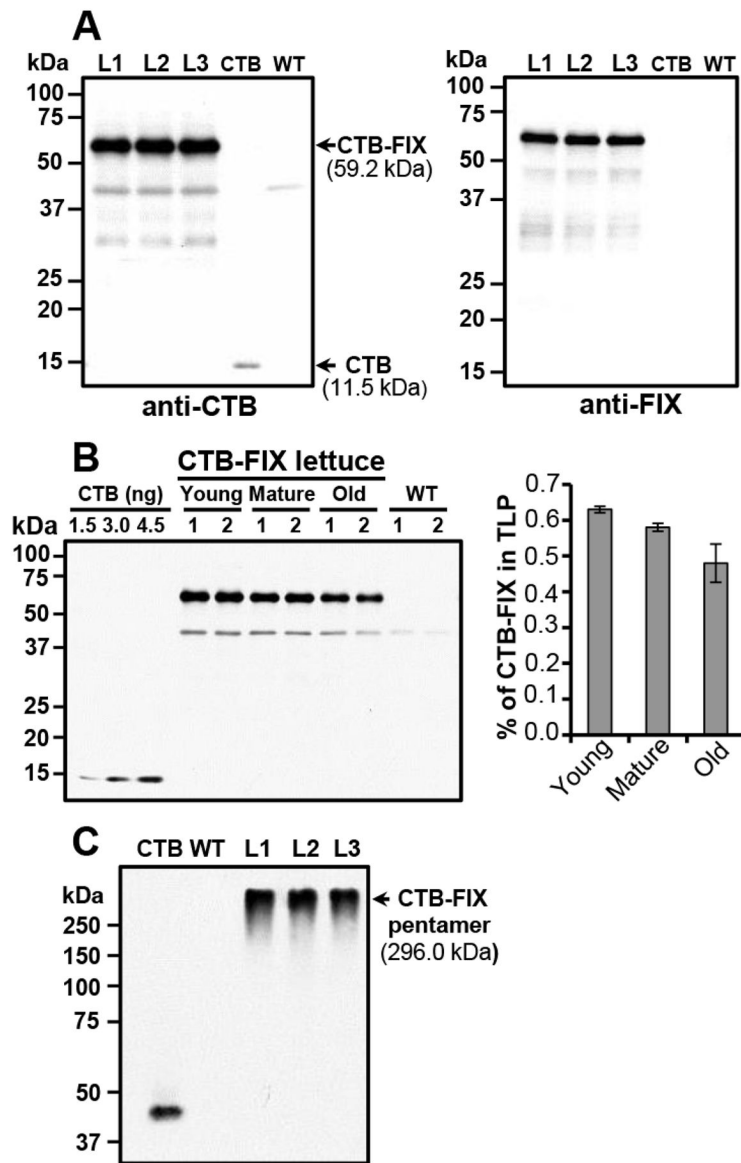 A
kDa L1 L2 L3 CTB WT
100
75
50
37
25
20
15
CTB-FIX
(59.2 kDa)
CTB
(11.5 kDa)
anti-CTB
kDa L1 L2 L3 CTB WT
100
75
50
37
25
20
15
anti-FIX
B
CTB-FIX lettuce
CTB (ng) Young Mature Old WT
kDa 1.5 3.0 4.5 1 2 1 2 1 2 1 2
100
75
50
37
25
20
15
% of CTB-FIX in TLP
0.7
0.6
0.5
0.4
0.3
0.2
0.1
0.0
Young Mature Old
C
CTB WT L1 L2 L3
kDa
250
150
100
75
50
37
CTB-FIX
pentamer
(296.0 kDa)